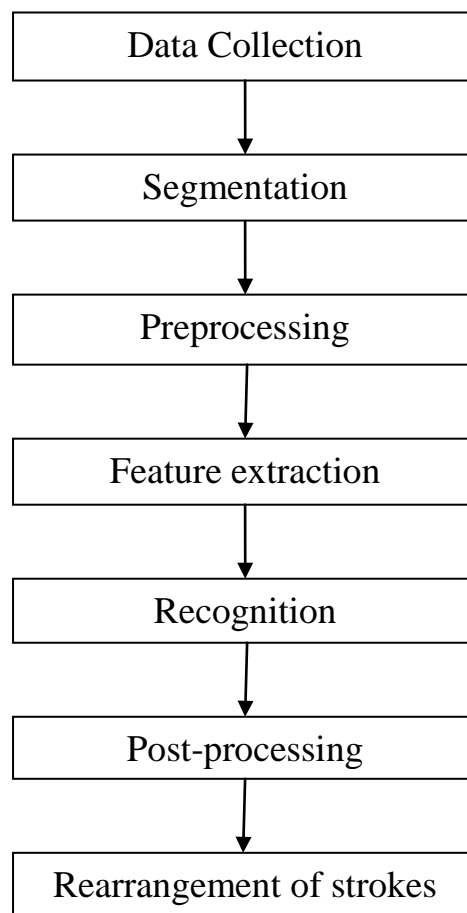 Data Collection
Segmentation
Preprocessing
Feature extraction
Recognition
Post-processing
Rearrangement of strokes